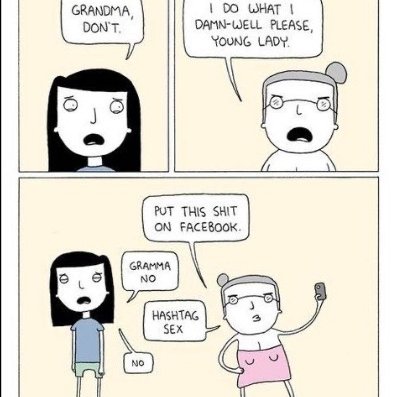 GRANDMA,
DON'T.
I DO WHAT I
DAMN-WELL PLEASE,
YOUNG LADY.
PUT THIS SHIT
ON FACEBOOK.
GRAMMA
NO
HASHTAG
SEX
NO